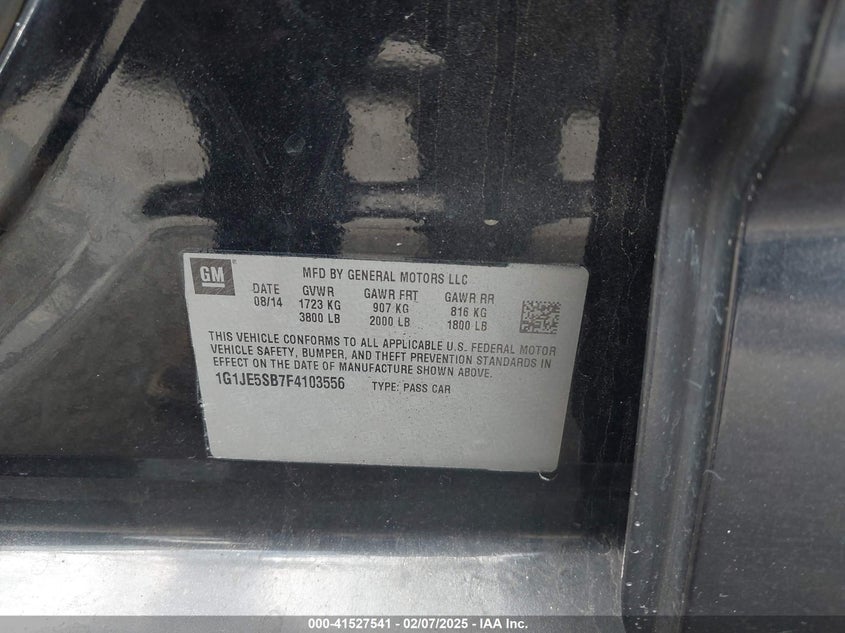 GM
MFD BY GENERAL MOTORS LLC
DATE GVWR GAWR FRT GAWR RR
08/14 1723 KG 907 KG 816 KG
3800 LB 2000 LB 1800 LB
THIS VEHICLE CONFORMS TO ALL APPLICABLE U.S. FEDERAL MOTOR
VEHICLE SAFETY, BUMPER, AND THEFT PREVENTION STANDARDS IN
EFFECT ON THE DATE OF MANUFACTURE SHOWN ABOVE.
1G1JE5SB7F4103556 TYPE: PASS CAR
000-41527541 - 02/07/2025 - IAA Inc.